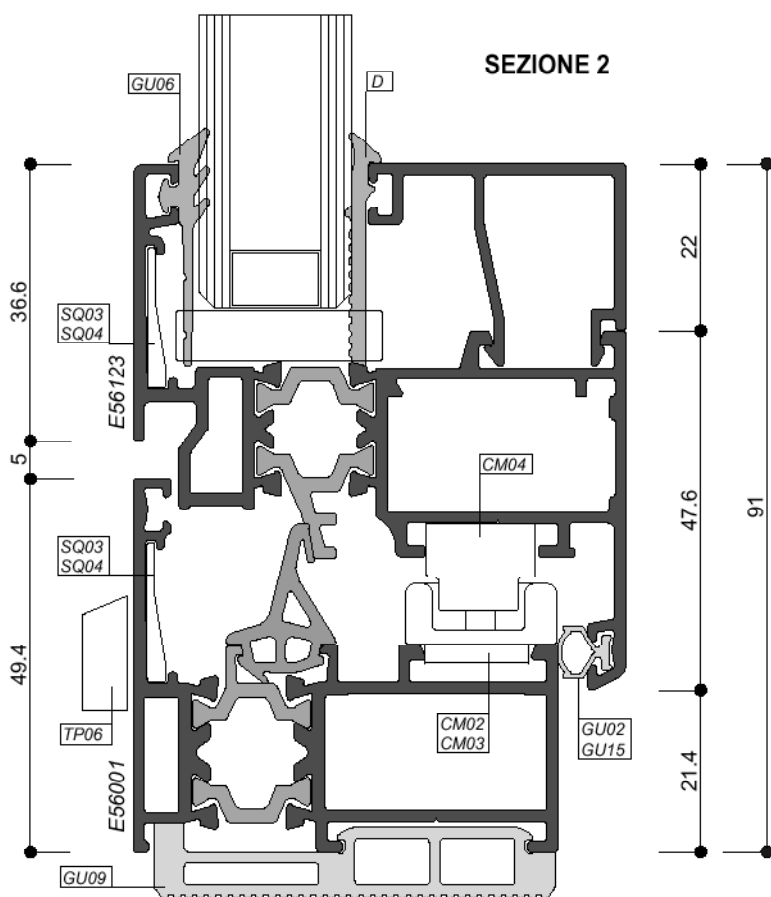 SEZIONE 2
GU06
D
36.6
22
SQ03
SQ04
E56123
5
CM04
47.6
91
SQ03
SQ04
49.4
TP06
CM02
CM03
GU02
GU15
E56001
21.4
GU09